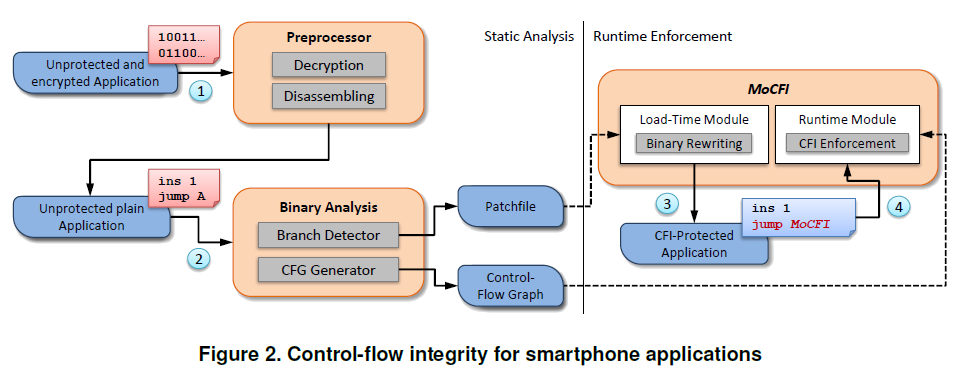 10011…
01100…
Unprotected and
encrypted Application
1
Preprocessor
Decryption
Disassembling
Static Analysis
Runtime Enforcement
MoCFI
Load-Time Module
Binary Rewriting
Runtime Module
CFI Enforcement
ins 1
jump A
Unprotected plain
Application
2
Binary Analysis
Branch Detector
CFG Generator
Patchfile
Control-
Flow Graph
3
ins 1
jump MoCFI
4
CFI-Protected
Application
Figure 2. Control-flow integrity for smartphone applications